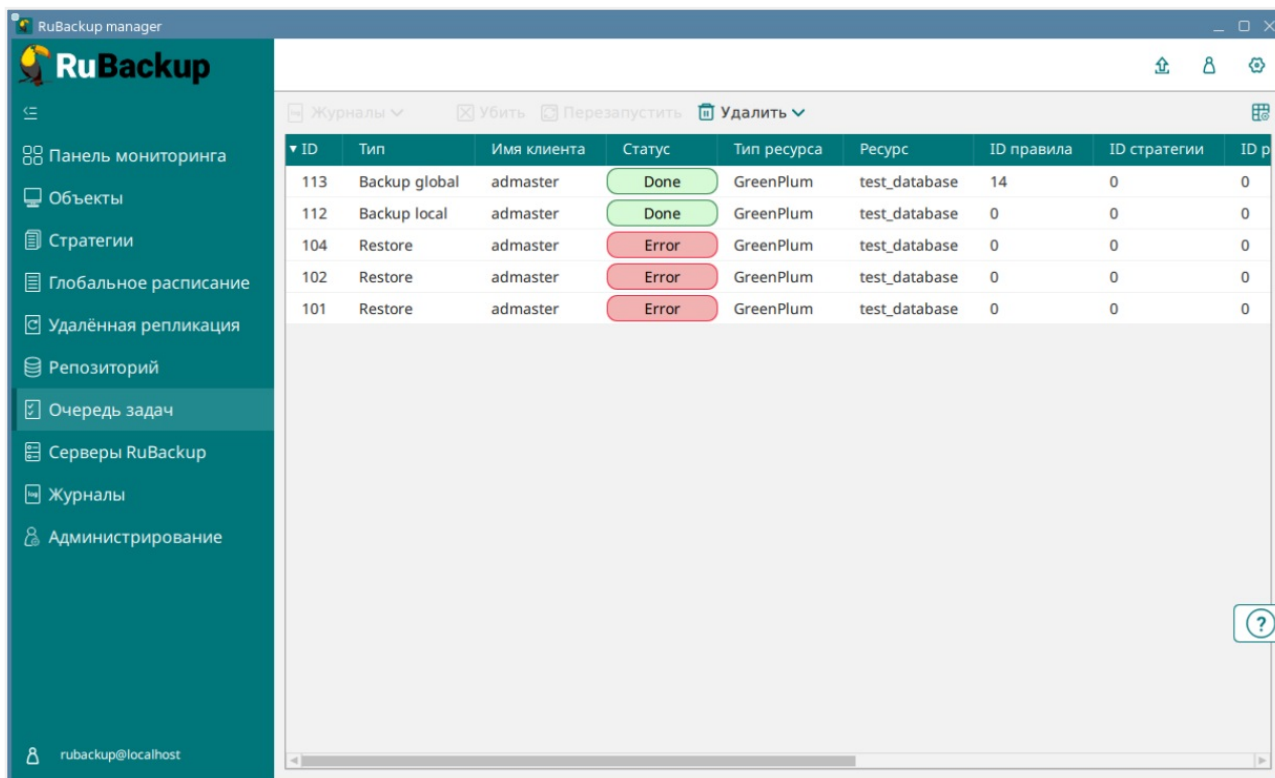 RuBackup manager
RuBackup
Журналы Убить Перезапустить Удалить
Панель мониторинга
Объекты
Стратегии
Глобальное расписание
Удалённая репликация
Репозиторий
Очередь задач
Серверы RuBackup
Журналы
Администрирование
rubackup@localhost
ID Тип Имя клиента Статус Тип ресурса Ресурс ID правила ID стратегии ID р
113 Backup global admaster Done GreenPlum test_database 14 0 0
112 Backup local admaster Done GreenPlum test_database 0 0 0
104 Restore admaster Error GreenPlum test_database 0 0 0
102 Restore admaster Error GreenPlum test_database 0 0 0
101 Restore admaster Error GreenPlum test_database 0 0 0
?